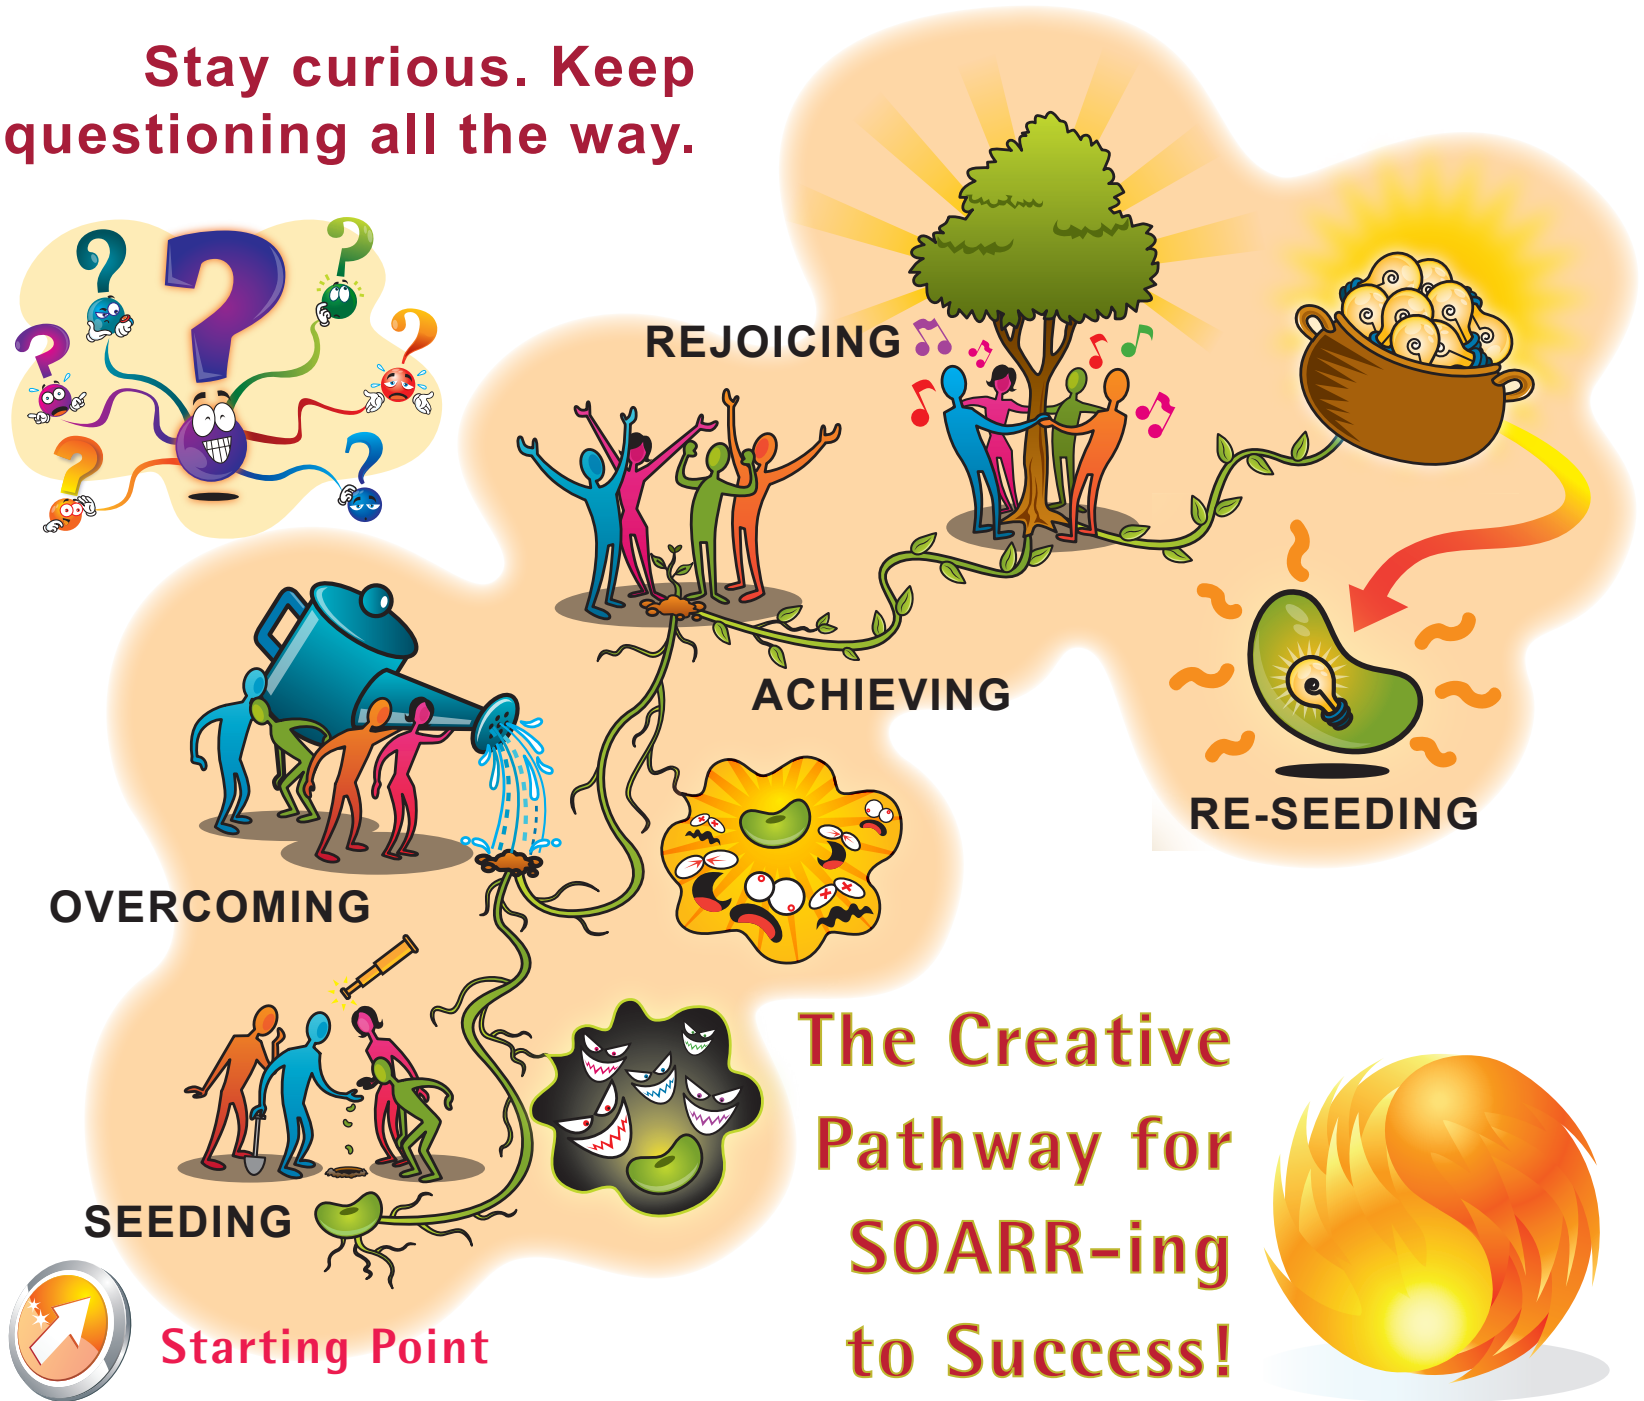 Stay curious. Keep
questioning all the way.
REJOICING
ACHIEVING
RE-SEEDING
OVERCOMING
SEEDING
Starting Point
The Creative
Pathway for
SOARR-ing
to Success!